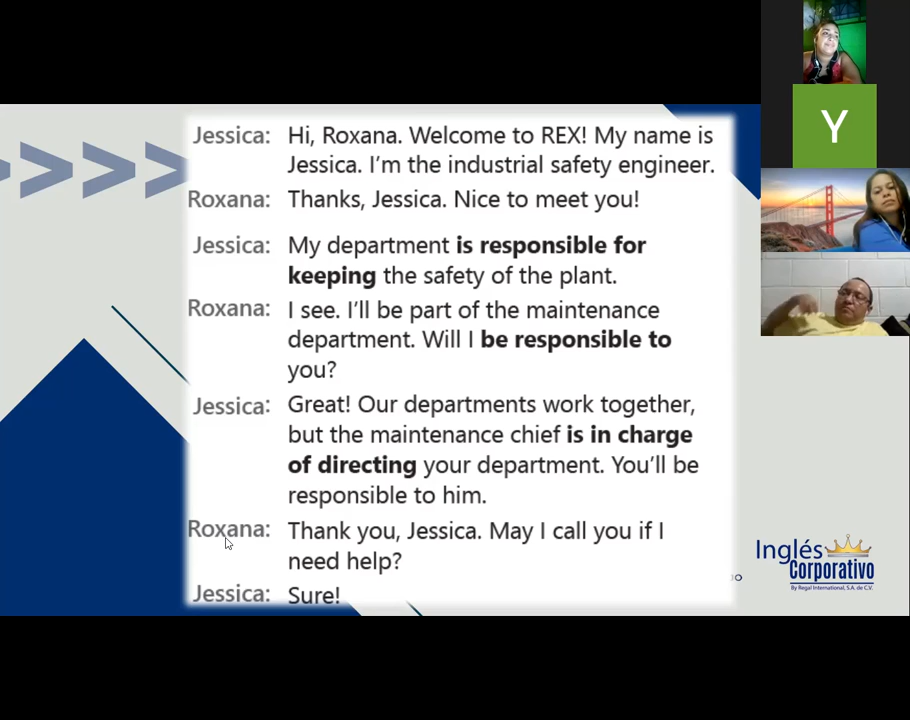 Jessica: Hi, Roxana. Welcome to REX! My name is
Jessica. I'm the industrial safety engineer.
Roxana: Thanks, Jessica. Nice to meet you!
Jessica: My department is responsible for
keeping the safety of the plant.
Roxana: I see. I'll be part of the maintenance
department. Will I be responsible to
you?
Jessica: Great! Our departments work together,
but the maintenance chief is in charge
of directing your department. You'll be
responsible to him.
Roxana: Thank you, Jessica. May I call you if I
need help?
Jessica: Sure!
Y
Inglés
Corporativo
By Regal International, S.A. de C.V.